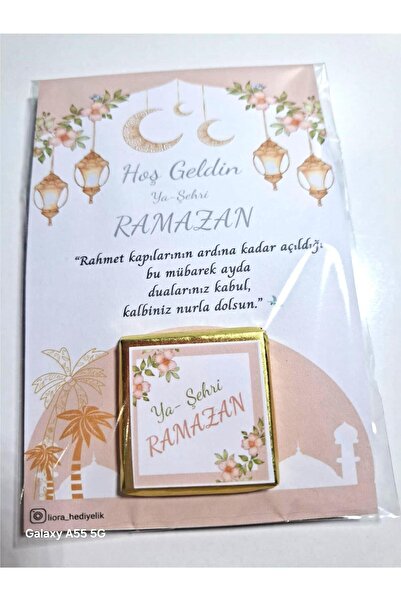 Hoş Geldin
Ya-Şehri
RAMAZAN
“Rahmet kapılarının ardına kadar açıldığı
bu mübarek ayda
dualarınız kabul,
kalbiniz nurla dolsun.”
Ya-Şehri
RAMAZAN
liora_hediyelik
Galaxy A55 5G